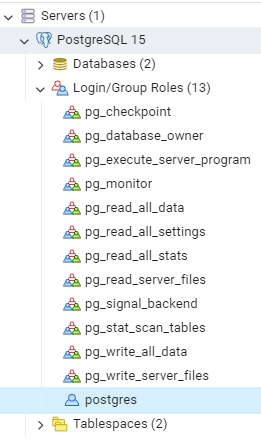 Servers (1)
PostgreSQL 15
Databases (2)
Login/Group Roles (13)
pg_checkpoint
pg_database_owner
pg_execute_server_program
pg_monitor
pg_read_all_data
pg_read_all_settings
pg_read_all_stats
pg_read_server_files
pg_signal_backend
pg_stat_scan_tables
pg_write_all_data
pg_write_server_files
postgres
Tablespaces (2)